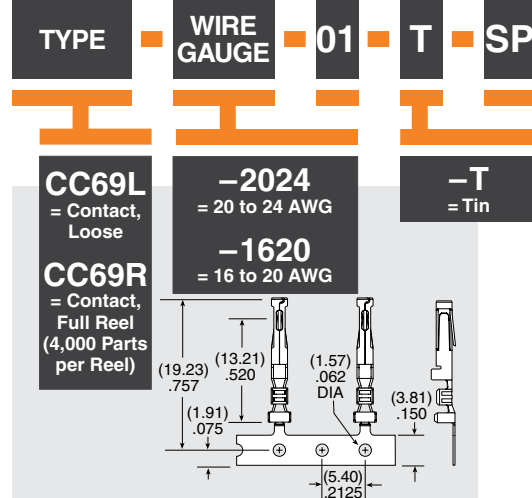 TYPE
WIRE
GAUGE
01
T
SP
CC69L
= Contact,
Loose
CC69R
= Contact,
Full Reel
(4,000 Parts
per Reel)
–2024
= 20 to 24 AWG
–1620
= 16 to 20 AWG
–T
= Tin
(19.23)
.757
(13.21)
.520
(1.57)
.062
DIA
(1.91)
.075
(3.81)
.150
(5.40)
.2125